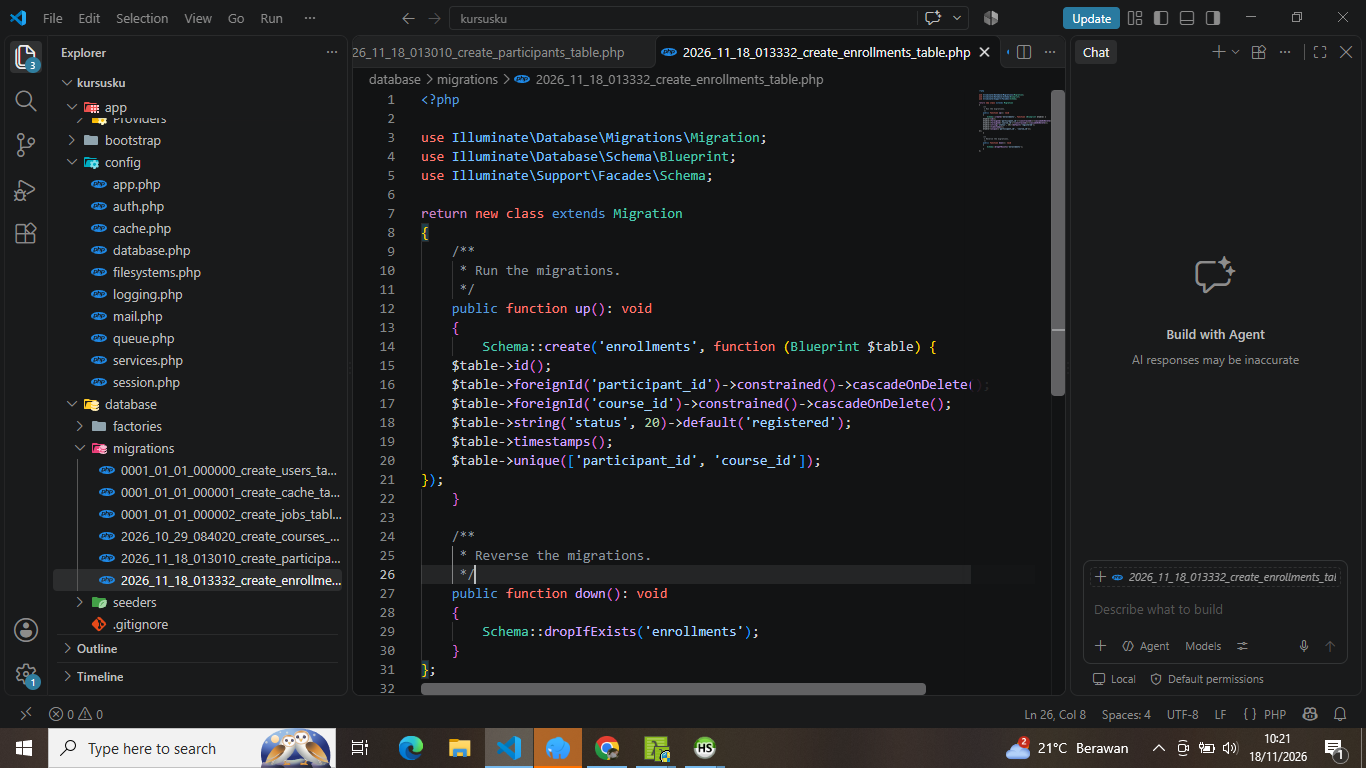 File Edit Selection View Go Run ··· kursusku Update
Explorer ···
kursusku
app
Providers
bootstrap
config
app.php
auth.php
cache.php
database.php
filesystems.php
logging.php
mail.php
queue.php
services.php
session.php
database
factories
migrations
0001_01_01_000000_create_users_ta...
0001_01_01_000001_create_cache_ta...
0001_01_01_000002_create_jobs_tabl...
2026_10_29_084020_create_courses_...
2026_11_18_013010_create_participa...
2026_11_18_013332_create_enrollme...
seeders
.gitignore
Outline
Timeline
3
1
26_11_18_013010_create_participants_table.php 2026_11_18_013332_create_enrollments_table.php
database > migrations > 2026_11_18_013332_create_enrollments_table.php
1 <?php
2
3 use Illuminate\Database\Migrations\Migration;
4 use Illuminate\Database\Schema\Blueprint;
5 use Illuminate\Support\Facades\Schema;
6
7 return new class extends Migration
8 {
9 /**
10 * Run the migrations.
11 */
12 public function up(): void
13 {
14 Schema::create('enrollments', function (Blueprint $table) {
15 $table->id();
16 $table->foreignId('participant_id')->constrained()->cascadeOnDelete();
17 $table->foreignId('course_id')->constrained()->cascadeOnDelete();
18 $table->string('status', 20)->default('registered');
19 $table->timestamps();
20 $table->unique(['participant_id', 'course_id']);
21 });
22 }
23
24 /**
25 * Reverse the migrations.
26 */
27 public function down(): void
28 {
29 Schema::dropIfExists('enrollments');
30 }
31 };
32
Chat
Build with Agent
AI responses may be inaccurate
2026_11_18_013332_create_enrollments_tal
Describe what to build
Agent Models
Local Default permissions
0 0 Ln 26, Col 8 Spaces: 4 UTF-8 LF { } PHP
Type here to search HS 2 21°C Berawan 10:21
18/11/2026 1